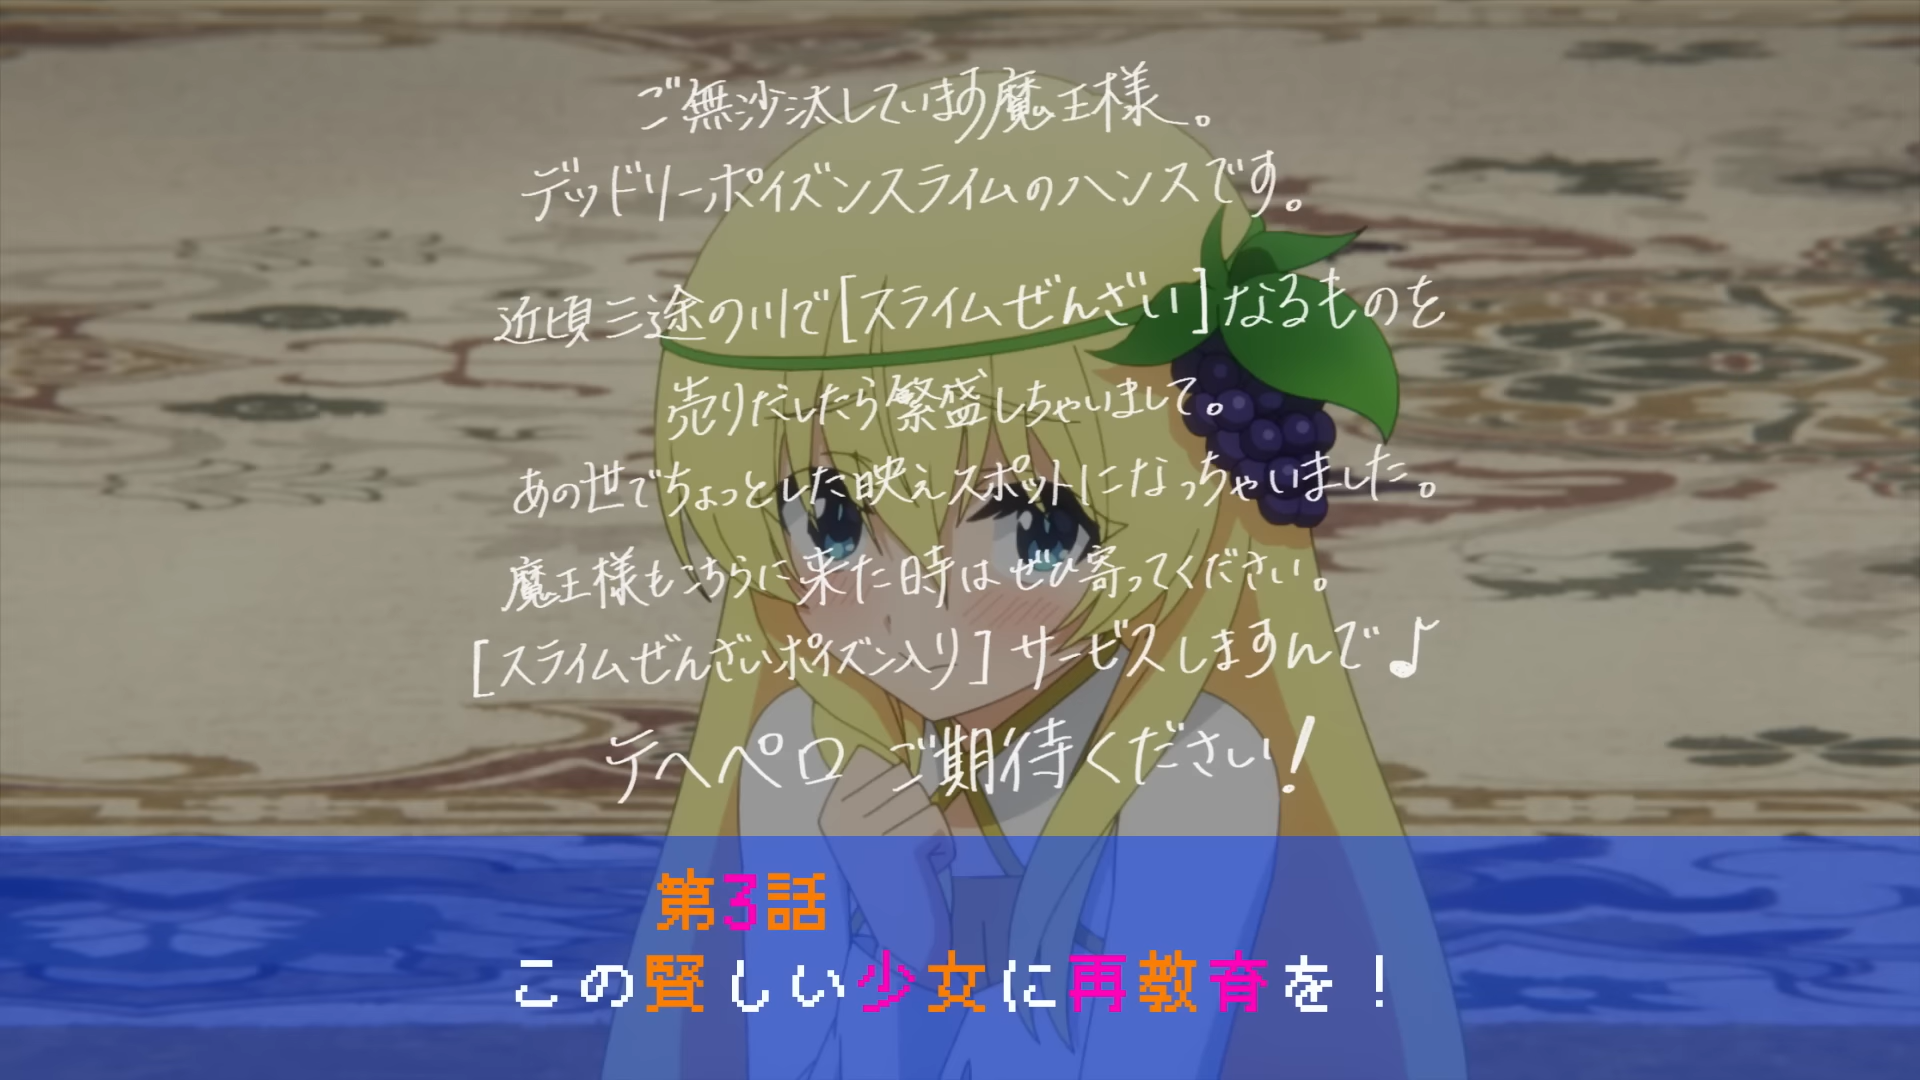 ご無沙汰しています魔王様。
デッドリーポイズンスライムのハンスです。
近頃三途の川で[スライムぜんざい]なるものを
売りだしたら繁盛しちゃいまして。
あの世でちょっとした映えスポットになっちゃいました。
魔王様もこちらに来た時はぜひ寄ってください。
[スライムぜんざいポイズン入り]サービスしますんで♪
テヘペロ ご期待ください!
第3話
この賢しい少女に再教育を!